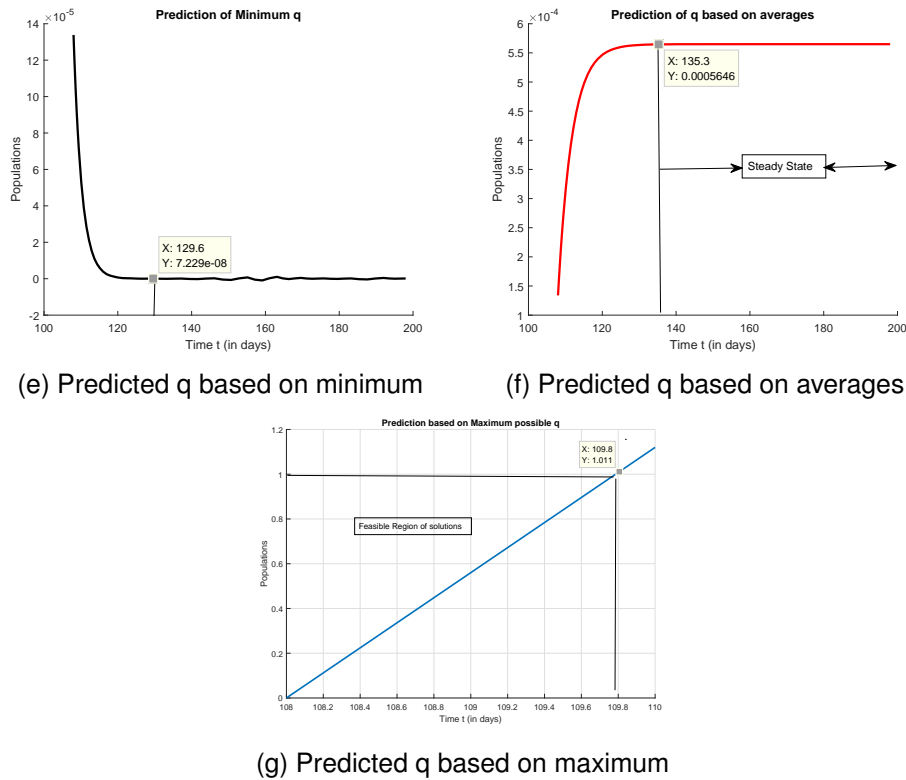 Prediction of Minimum q
×10⁻⁵
14
12
10
8
6
4
2
0
-2
Populations
X: 129.6
Y: 7.229e-08
100 120 140 160 180 200
Time t (in days)
(e) Predicted q based on minimum
Prediction of q based on averages
×10⁻⁴
6
5.5
5
4.5
4
3.5
3
2.5
2
1.5
1
Populations
X: 135.3
Y: 0.0005646
Steady State
100 120 140 160 180 200
Time t (in days)
(f) Predicted q based on averages
Prediction based on Maximum possible q
1.2
1
0.8
0.6
0.4
0.2
0
Populations
X: 109.8
Y: 1.011
Feasible Region of solutions
108 108.2 108.4 108.6 108.8 109 109.2 109.4 109.6 109.8 110
Time t (in days)
(g) Predicted q based on maximum